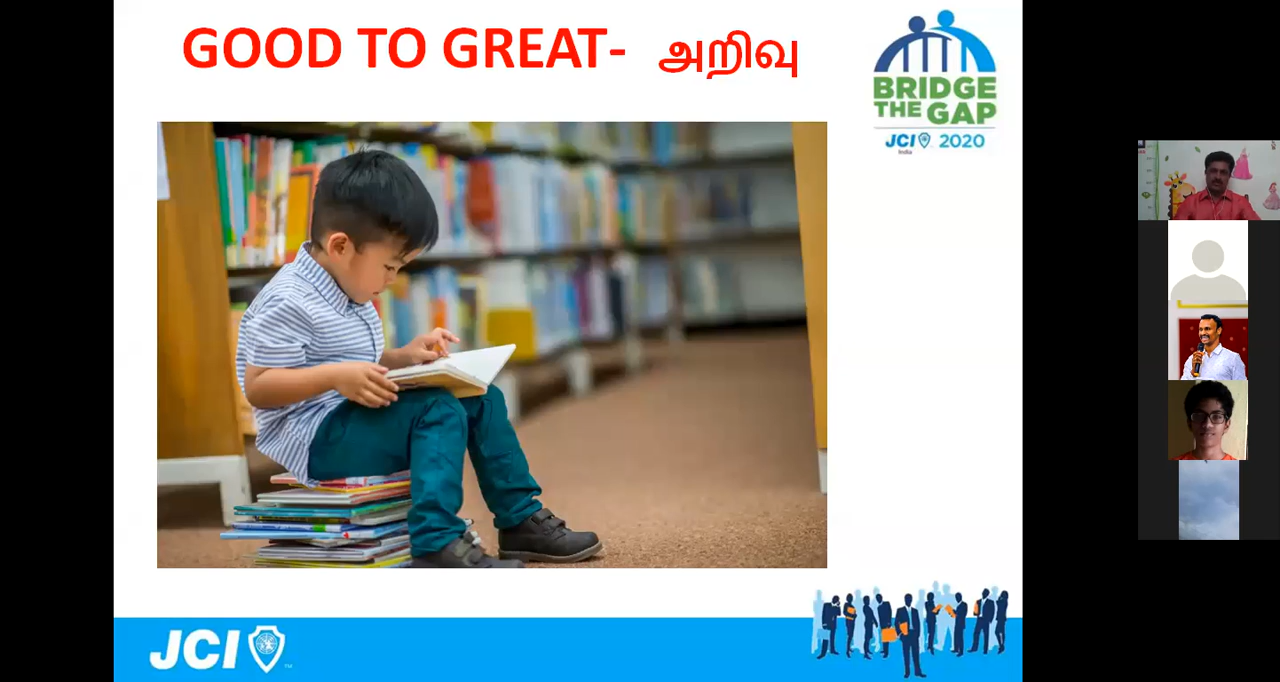 GOOD TO GREAT- அறிவு
BRIDGE
THE GAP
JCI 2020
India
JCI